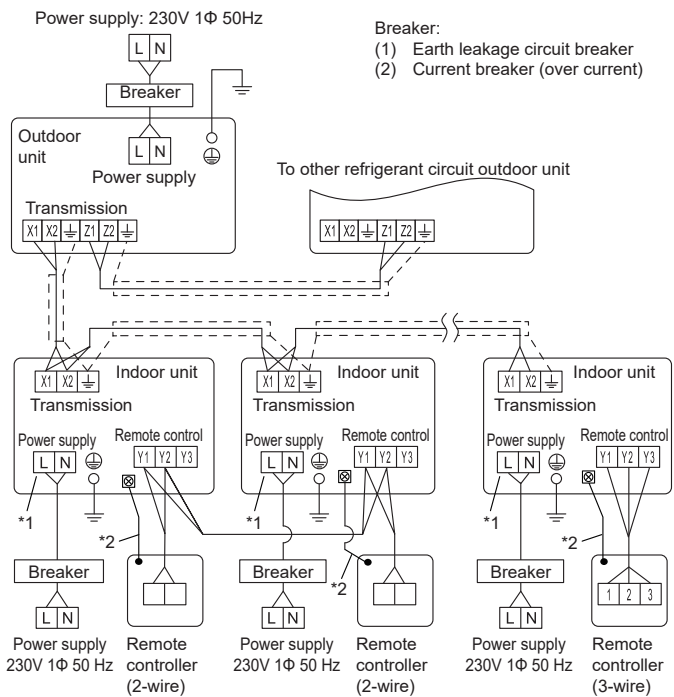 Power supply: 230V 1Φ 50Hz
Breaker:
(1) Earth leakage circuit breaker
(2) Current breaker (over current)
L N
Breaker
Outdoor
unit
L N
Power supply
To other refrigerant circuit outdoor unit
Transmission
X1 X2 Z1 Z2
X1 X2 Z1 Z2
X1 X2
Indoor unit
Transmission
Power supply
Remote control
L N
Y1 Y2 Y3
*1
*2
Breaker
L N
Power supply
230V 1Φ 50 Hz
Remote
controller
(2-wire)
X1 X2
Indoor unit
Transmission
Power supply
Remote control
L N
Y1 Y2 Y3
*1
*2
Breaker
L N
Power supply
230V 1Φ 50 Hz
Remote
controller
(2-wire)
X1 X2
Indoor unit
Transmission
Power supply
Remote control
L N
Y1 Y2 Y3
*1
*2
Breaker
1 2 3
L N
Power supply
230V 1Φ 50 Hz
Remote
controller
(3-wire)